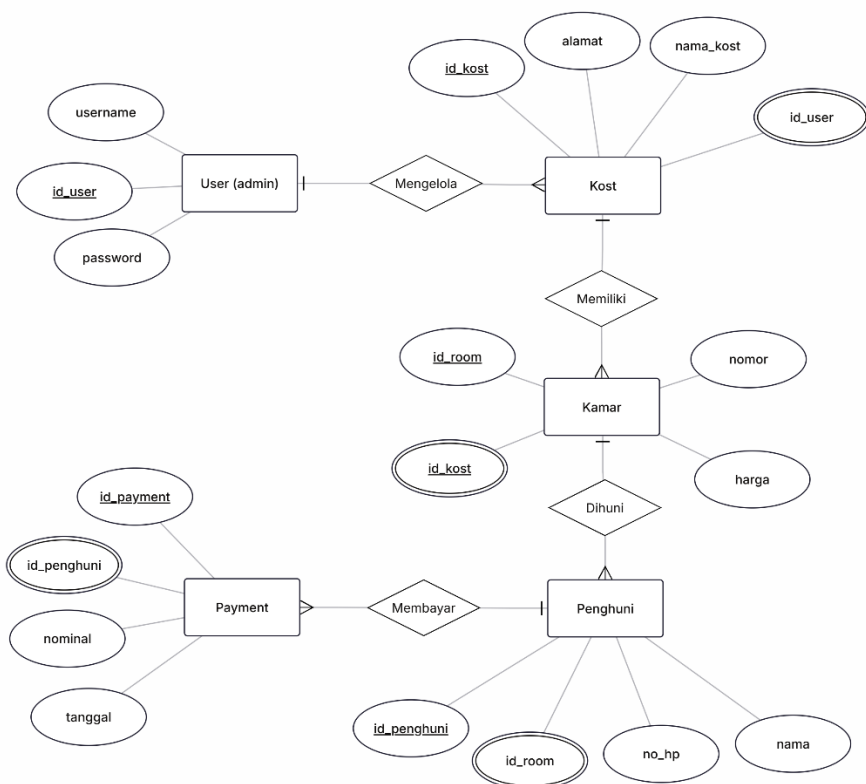 alamat
nama_kost
id_kost
id_user
username
User (admin)
Mengelola
Kost
id_user
password
Memiliki
id_room
nomor
Kamar
id_kost
harga
id_payment
Dihuni
id_penghuni
Payment
Membayar
Penghuni
nominal
tanggal
id_penghuni
id_room
no_hp
nama